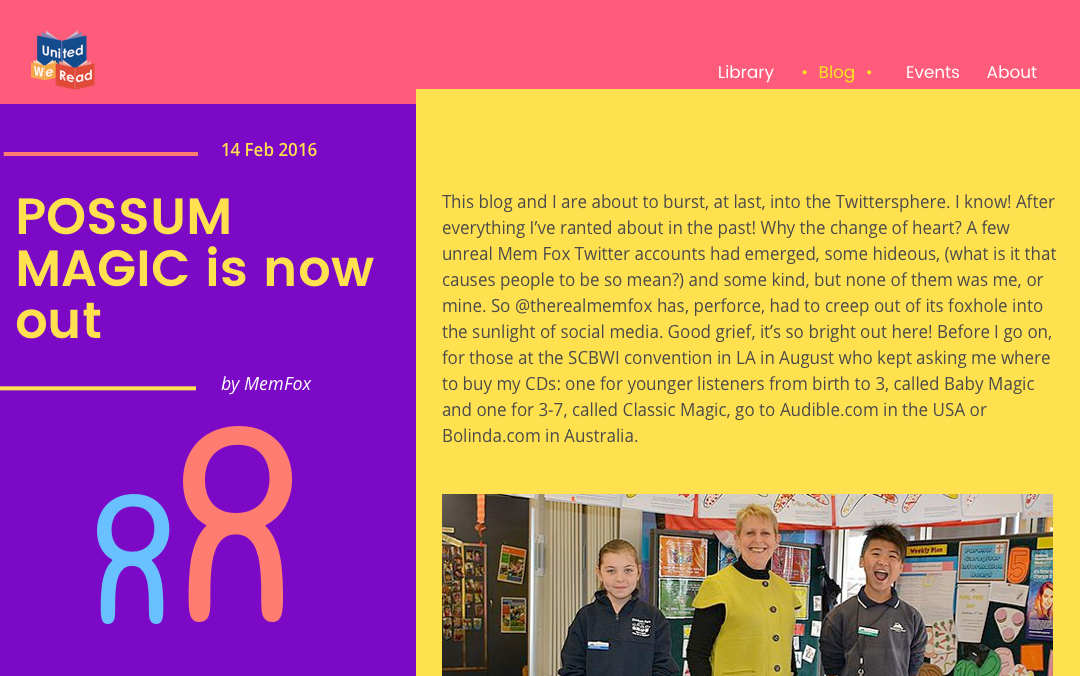 United
We Read
Library • Blog • Events About
14 Feb 2016
POSSUM
MAGIC is now
out
by MemFox
This blog and I are about to burst, at last, into the Twittersphere. I know! After
everything I’ve ranted about in the past! Why the change of heart? A few
unreal Mem Fox Twitter accounts had emerged, some hideous, (what is it that
causes people to be so mean?) and some kind, but none of them was me, or
mine. So @therealmemfox has, perforce, had to creep out of its foxhole into
the sunlight of social media. Good grief, it’s so bright out here! Before I go on,
for those at the SCBWI convention in LA in August who kept asking me where
to buy my CDs: one for younger listeners from birth to 3, called Baby Magic
and one for 3-7, called Classic Magic, go to Audible.com in the USA or
Bolinda.com in Australia.
Weekly Plan
Parent/
Caregiver
Information
Board
5